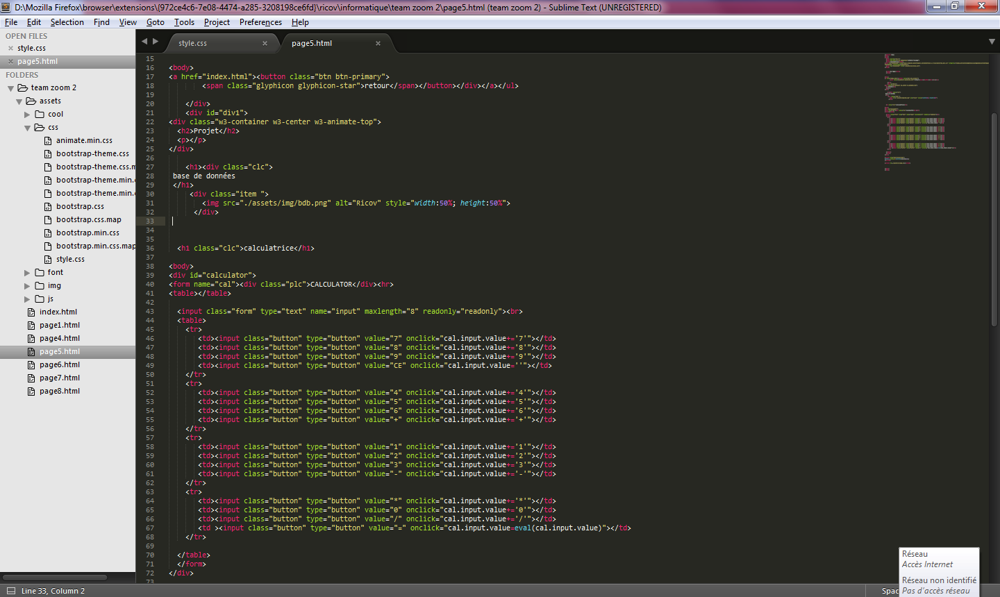 D:\Mozilla Firefox\browser\extensions\{972ce4c6-7e08-4474-a285-3208198ce6fd}\ricov\informatique\team zoom 2\page5.html (team zoom 2) - Sublime Text (UNREGISTERED)
File Edit Selection Find View Goto Tools Project Preferences Help
OPEN FILES
style.css
page5.html
FOLDERS
team zoom 2
assets
cool
css
animate.min.css
bootstrap-theme.css
bootstrap-theme.css.m
bootstrap-theme.min.c
bootstrap-theme.min.c
bootstrap.css
bootstrap.css.map
bootstrap.min.css
bootstrap.min.css.map
style.css
font
img
js
index.html
page1.html
page4.html
page5.html
page6.html
page7.html
page8.html
style.css page5.html
15
16 <body>
17 <a href="index.html"><button class="btn btn-primary">
18 <span class="glyphicon glyphicon-star">retour</span></button></div></a></ul>
19
20 </div>
21 <div id="div1">
22 <div class="w3-container w3-center w3-animate-top">
23 <h2>Projet</h2>
24 <p></p>
25 </div>
26
27 <h1><div class="clc">
28 base de données
29 </h1>
30 <div class="item ">
31 <img src="./assets/img/bdb.png" alt="Ricov" style="width:50%; height:50%">
32 </div>
33
34
35
36 <h1 class="clc">calculatrice</h1>
37
38 <body>
39 <div id="calculator">
40 <form name="cal"><div class="plc">CALCULATOR</div><hr>
41 <table></table>
42
43 <input class="form" type="text" name="input" maxlength="8" readonly="readonly"><br>
44 <table>
45 <tr>
46 <td><input class="button" type="button" value="7" onclick="cal.input.value+='7'"></td>
47 <td><input class="button" type="button" value="8" onclick="cal.input.value+='8'"></td>
48 <td><input class="button" type="button" value="9" onclick="cal.input.value+='9'"></td>
49 <td><input class="button" type="button" value="CE" onclick="cal.input.value=''"></td>
50 </tr>
51 <tr>
52 <td><input class="button" type="button" value="4" onclick="cal.input.value+='4'"></td>
53 <td><input class="button" type="button" value="5" onclick="cal.input.value+='5'"></td>
54 <td><input class="button" type="button" value="6" onclick="cal.input.value+='6'"></td>
55 <td><input class="button" type="button" value="+" onclick="cal.input.value+='+'"></td>
56 </tr>
57 <tr>
58 <td><input class="button" type="button" value="1" onclick="cal.input.value+='1'"></td>
59 <td><input class="button" type="button" value="2" onclick="cal.input.value+='2'"></td>
60 <td><input class="button" type="button" value="3" onclick="cal.input.value+='3'"></td>
61 <td><input class="button" type="button" value="-" onclick="cal.input.value+='-'"></td>
62 </tr>
63 <tr>
64 <td><input class="button" type="button" value="*" onclick="cal.input.value+='*'"></td>
65 <td><input class="button" type="button" value="0" onclick="cal.input.value+='0'"></td>
66 <td><input class="button" type="button" value="/" onclick="cal.input.value+='/'"></td>
67 <td ><input class="button" type="button" value="=" onclick="cal.input.value=eval(cal.input.value)"></td>
68 </tr>
69
70 </table>
71 </form>
72 </div>
73
Réseau
Accès Internet
Réseau non identifié
Pas d'accès réseau
Line 33, Column 2 Spac